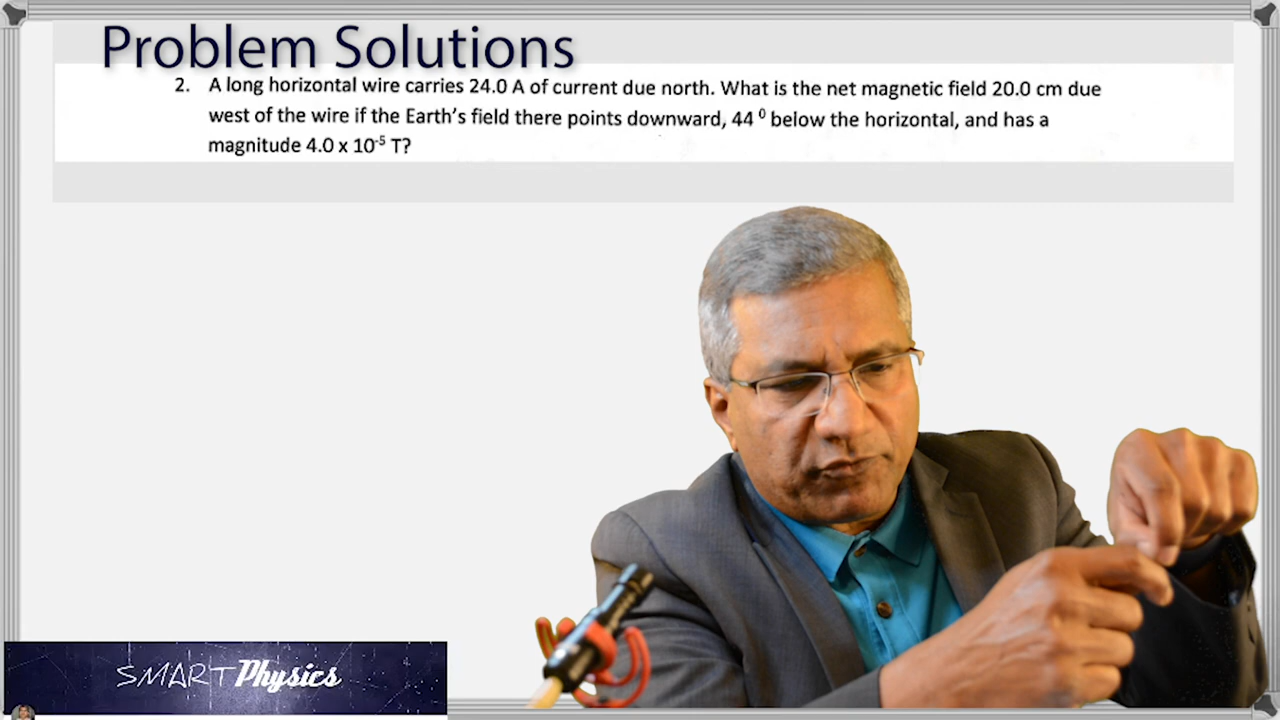 Problem Solutions
2. A long horizontal wire carries 24.0 A of current due north. What is the net magnetic field 20.0 cm due
west of the wire if the Earth's field there points downward, 44 ⁰ below the horizontal, and has a
magnitude 4.0 x 10⁻⁵ T?
SMART Physics